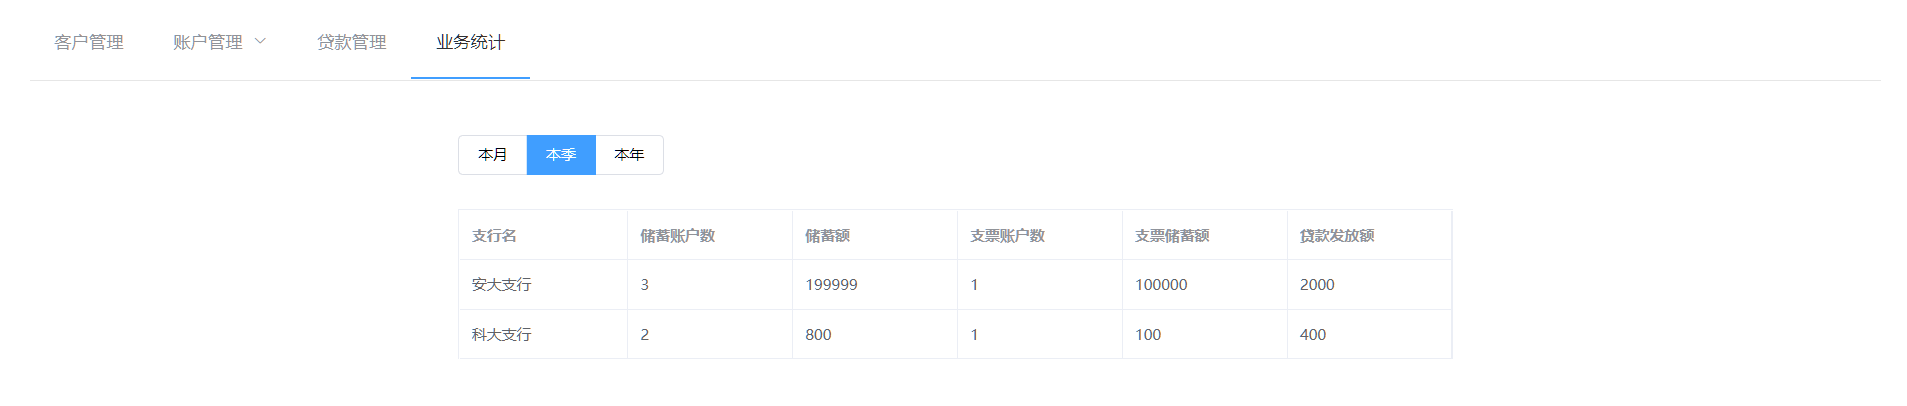 客户管理 账户管理 贷款管理 业务统计
本月 本季 本年
支行名 储蓄账户数 储蓄额 支票账户数 支票储蓄额 贷款发放额
安大支行 3 199999 1 100000 2000
科大支行 2 800 1 100 400